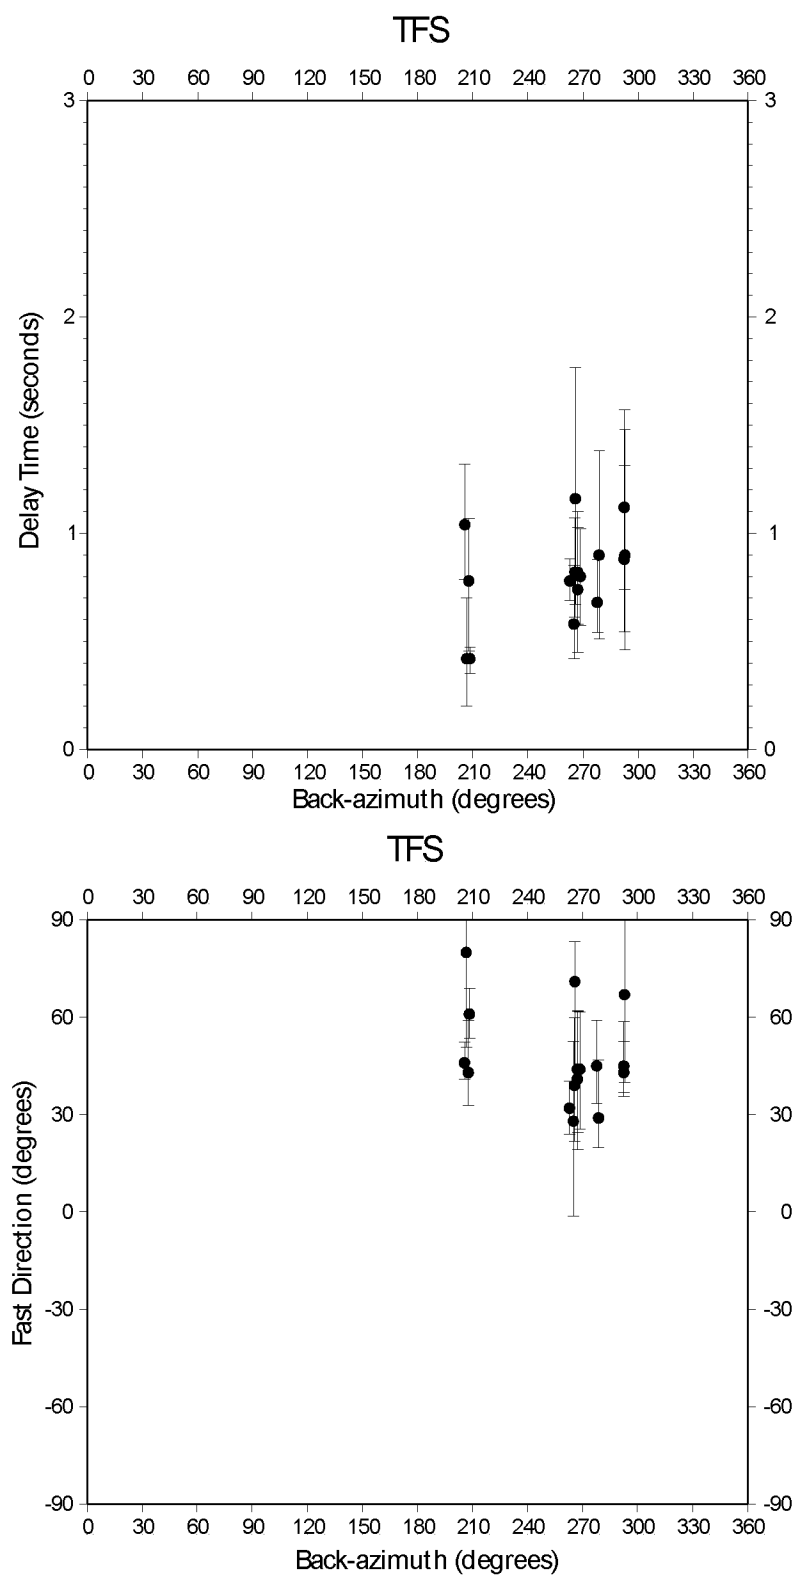 TFS
0 30 60 90 120 150 180 210 240 270 300 330 360
3 3
2 2
1 1
0 0
Delay Time (seconds)
0 30 60 90 120 150 180 210 240 270 300 330 360
Back-azimuth (degrees)
TFS
0 30 60 90 120 150 180 210 240 270 300 330 360
90 90
60 60
30 30
0 0
-30 -30
-60 -60
-90 -90
Fast Direction (degrees)
0 30 60 90 120 150 180 210 240 270 300 330 360
Back-azimuth (degrees)